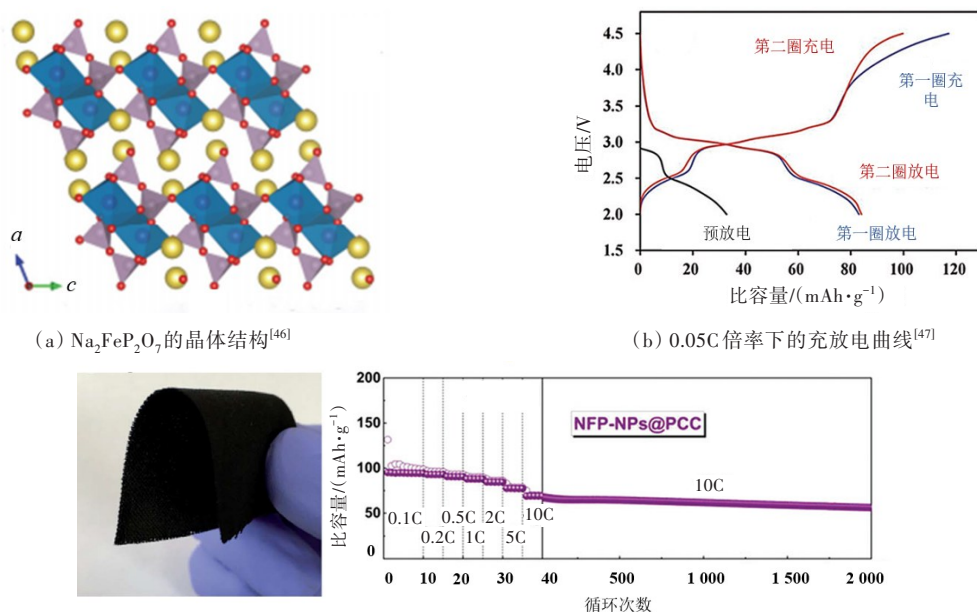 a
c
(a) Na₂FeP₂O₇的晶体结构[46]
4.5
4.0
3.5
3.0
2.5
2.0
1.5
电压/V
第二圈充电
第一圈充
电
第二圈放电
预放电
第一圈放电
0 20 40 60 80 100 120
比容量/(mAh·g⁻¹)
(b) 0.05C倍率下的充放电曲线[47]
200
150
100
50
0
比容量/(mAh·g⁻¹)
NFP-NPs@PCC
0.1C 0.5C 2C 10C
0.2C 1C 5C
10C
0 10 20 30 40 500 1 000 1 500 2 000
循环次数